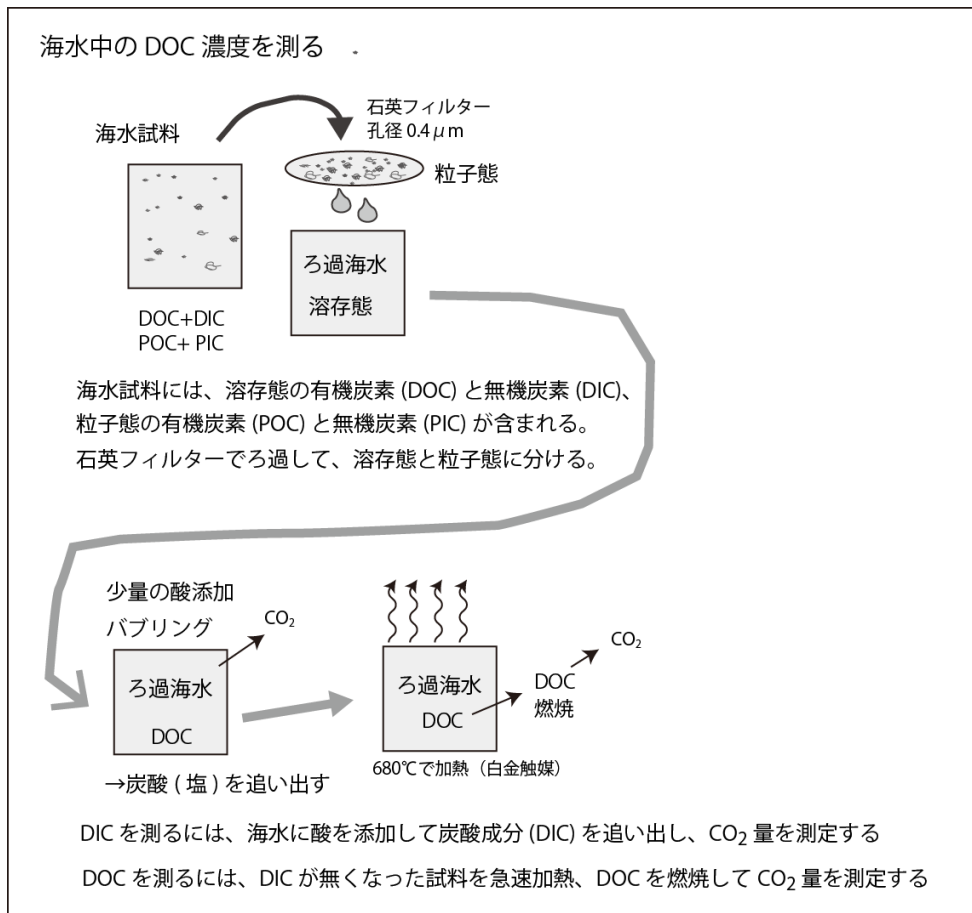 海水中の DOC 濃度を測る
石英フィルター
孔径 0.4μm
海水試料
粒子態
ろ過海水
溶存態
DOC+DIC
POC+ PIC
海水試料には、溶存態の有機炭素 (DOC) と無機炭素 (DIC)、
粒子態の有機炭素 (POC) と無機炭素 (PIC) が含まれる。
石英フィルターでろ過して、溶存態と粒子態に分ける。
少量の酸添加
バブリング
CO₂
ろ過海水
DOC
→炭酸 ( 塩 ) を追い出す
ろ過海水
DOC
DOC
燃焼
CO₂
680℃で加熱（白金触媒）
DIC を測るには、海水に酸を添加して炭酸成分 (DIC) を追い出し、CO₂ 量を測定する
DOC を測るには、DIC が無くなった試料を急速加熱、DOC を燃焼して CO₂ 量を測定する